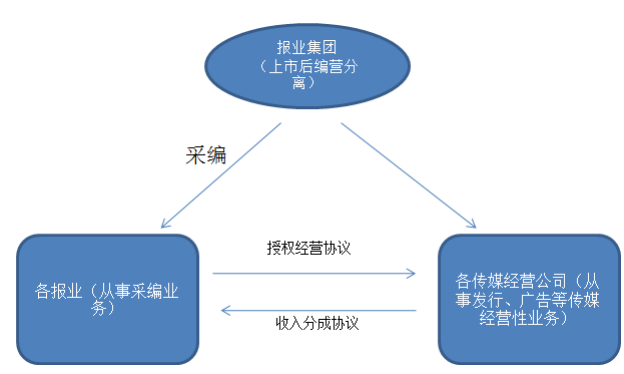 报业集团
（上市后编营分
离）
采编
授权经营协议
各报业（从事采编业
务）
各传媒经营公司（从
事发行、广告等传媒
经营性业务）
收入分成协议